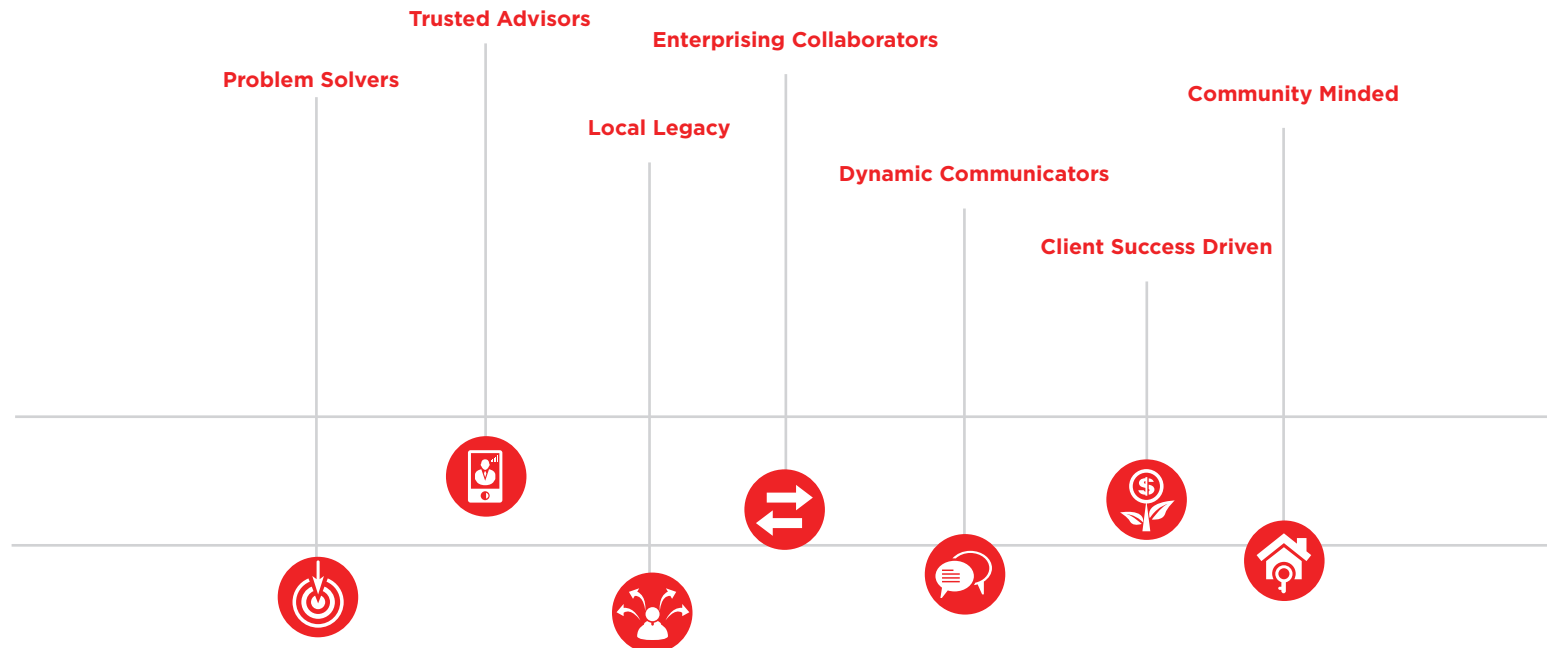 Trusted Advisors
Enterprising Collaborators
Problem Solvers
Community Minded
Local Legacy
Dynamic Communicators
Client Success Driven
$